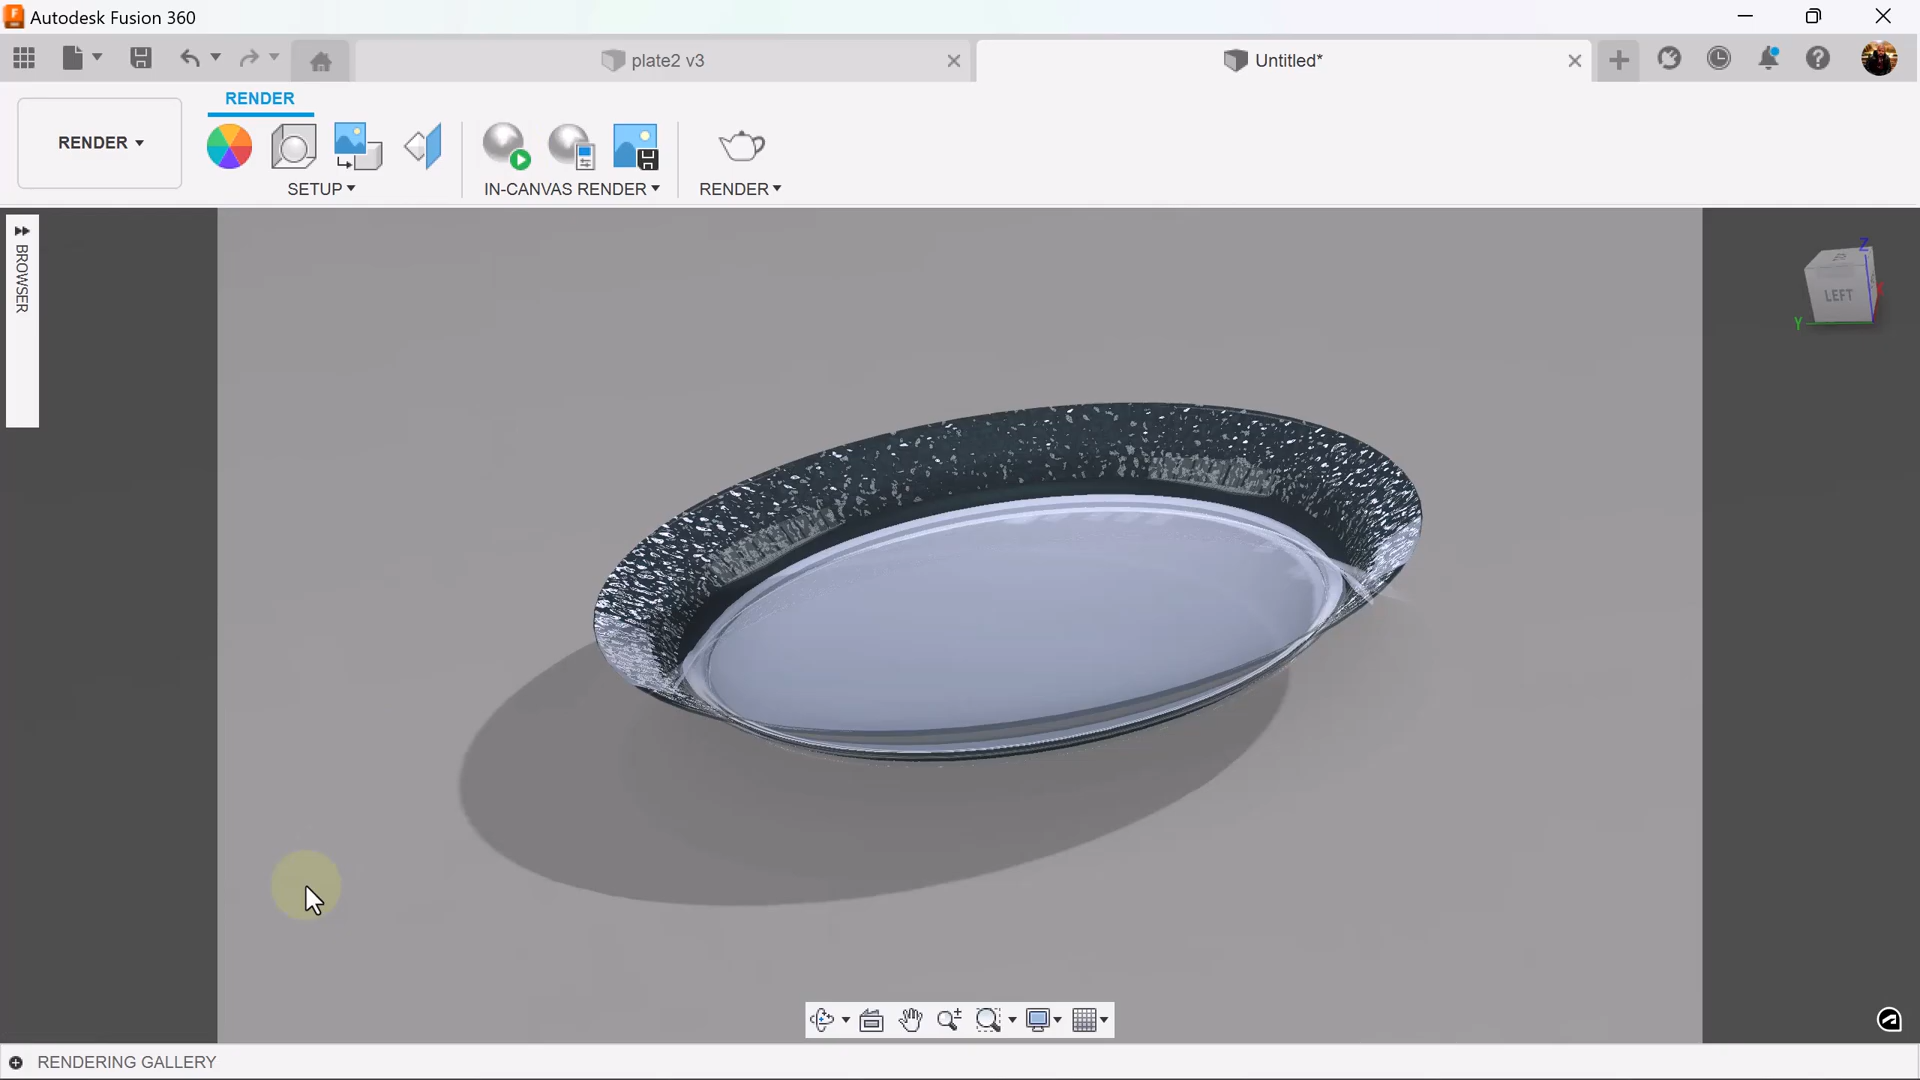 Autodesk Fusion 360
plate2 v3
Untitled*
RENDER
RENDER
SETUP
IN-CANVAS RENDER
RENDER
BROWSER
Z
LEFT
Y
RENDERING GALLERY